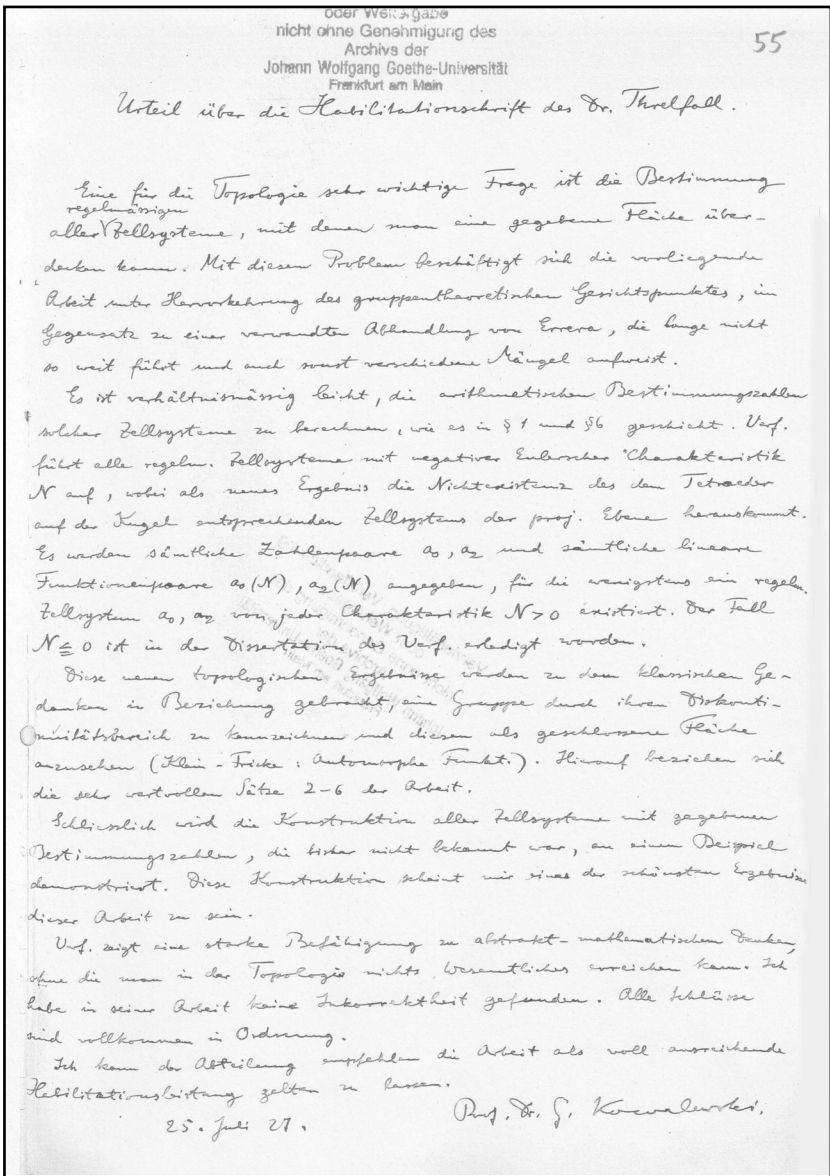 oder Weitergabe
nicht ohne Genehmigung des
Archivs der
Johann Wolfgang Goethe-Universität
Frankfurt am Main
55
Urteil über die Habilitationsschrift des Dr. Threlfall.
Eine für die Topologie sehr wichtige Frage ist die Bestimmung
regelmässigen
aller Zellsysteme, mit denen man eine gegebene Fläche über-
decken kann. Mit diesem Problem beschäftigt sich die vorliegende
Arbeit unter Hervorkehrung des gruppentheoretischen Gesichtspunktes, im
Gegensatz zu einer verwandten Abhandlung von Errera, die lange nicht
so weit führt und auch sonst verschiedene Mängel aufweist.
Es ist verhältnismässig leicht, die arithmetischen Bestimmungszahlen
solcher Zellsysteme zu berechnen, wie es in § 1 und §6 geschieht. Verf.
führt alle regelm. Zellsysteme mit negativer Eulerscher Charakteristik
N auf, wobei als neues Ergebnis die Nichtexistenz des dem Tetraeder
auf der Kugel entsprechenden Zellsystems der proj. Ebene herauskommt.
Es werden sämtliche Zahlenpaare a₀, a₂ und sämtliche lineare
Funktionenpaare a₀(N), a₂(N) angegeben, für die wenigstens ein regelm.
Zellsystem a₀, a₂ von jeder Charakteristik N>0 existiert. Der Fall
N ≦ 0 ist in der Dissertation des Verf. erledigt worden.
Diese neuen topologischen Ergebnisse werden zu dem klassischen Ge-
danken in Beziehung gebracht, eine Gruppe durch ihren Diskonti-
nuitätsbereich zu kennzeichnen und diesen als geschlossene Fläche
anzusehen (Klein-Fricke: Automorphe Funkt.). Hierauf beziehen sich
die sehr wertvollen Sätze 2-6 der Arbeit.
Schliesslich wird die Konstruktion aller Zellsysteme mit gegebenen
Bestimmungszahlen, die bisher nicht bekannt war, an einem Beispiel
demonstriert. Diese Konstruktion scheint mir eines der schönsten Ergebnisse
dieser Arbeit zu sein.
Verf. zeigt eine starke Befähigung zu abstrakt-mathematischem Denken,
ohne die man in der Topologie nichts Wesentliches erreichen kann. Ich
habe in seiner Arbeit keine Inkorrektheit gefunden. Alle Schlüsse
sind vollkommen in Ordnung.
Ich kann der Abteilung empfehlen die Arbeit als voll ausreichende
Habilitationsleistung gelten zu lassen.
25. Juli 27.
Prof. Dr. G. Kowalewski.